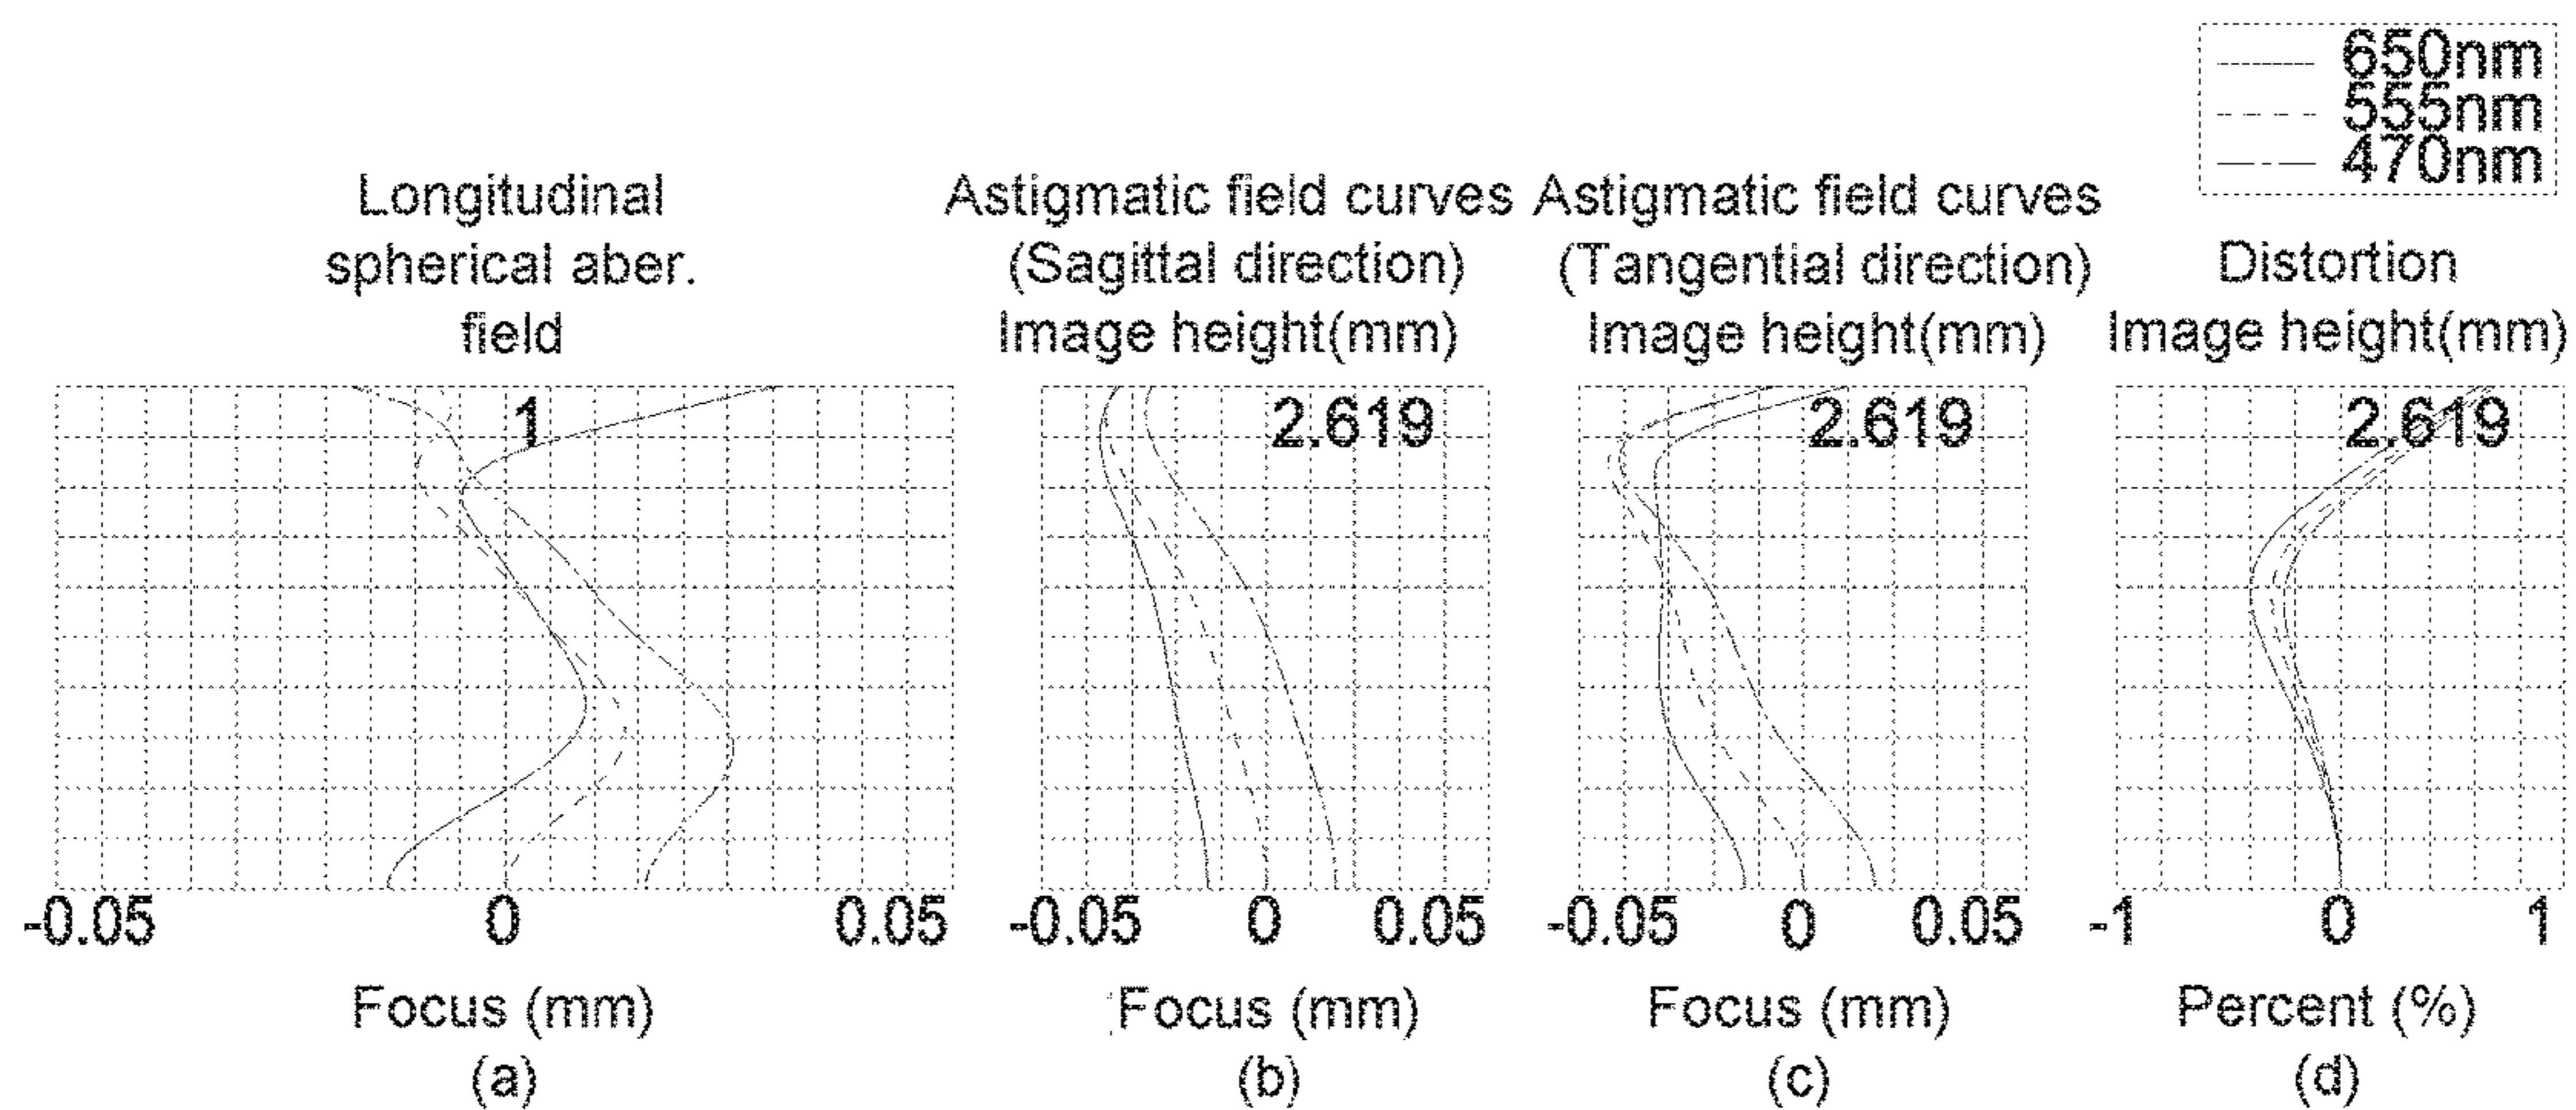 650nm
555nm
470nm
Longitudinal
spherical aber.
field
Astigmatic field curves
(Sagittal direction)
Image height(mm)
Astigmatic field curves
(Tangential direction)
Image height(mm)
Distortion
Image height(mm)
1
2.619
2.619
2.619
-0.05 0 0.05
-0.05 0 0.05
-0.05 0 0.05
-1 0 1
Focus (mm)
Focus (mm)
Focus (mm)
Percent (%)
(a)
(b)
(c)
(d)